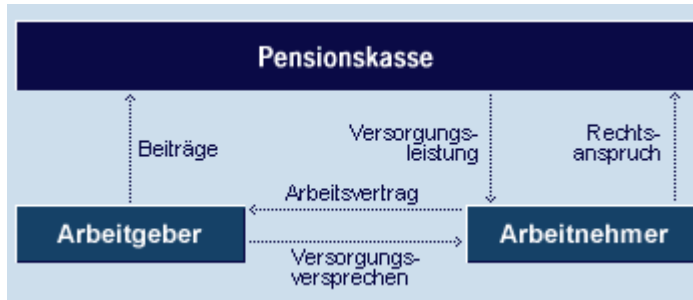 Pensionskasse
Beiträge
Versorgungs-
leistung
Rechts-
anspruch
Arbeitsvertrag
Arbeitgeber
Arbeitnehmer
Versorgungs-
versprechen